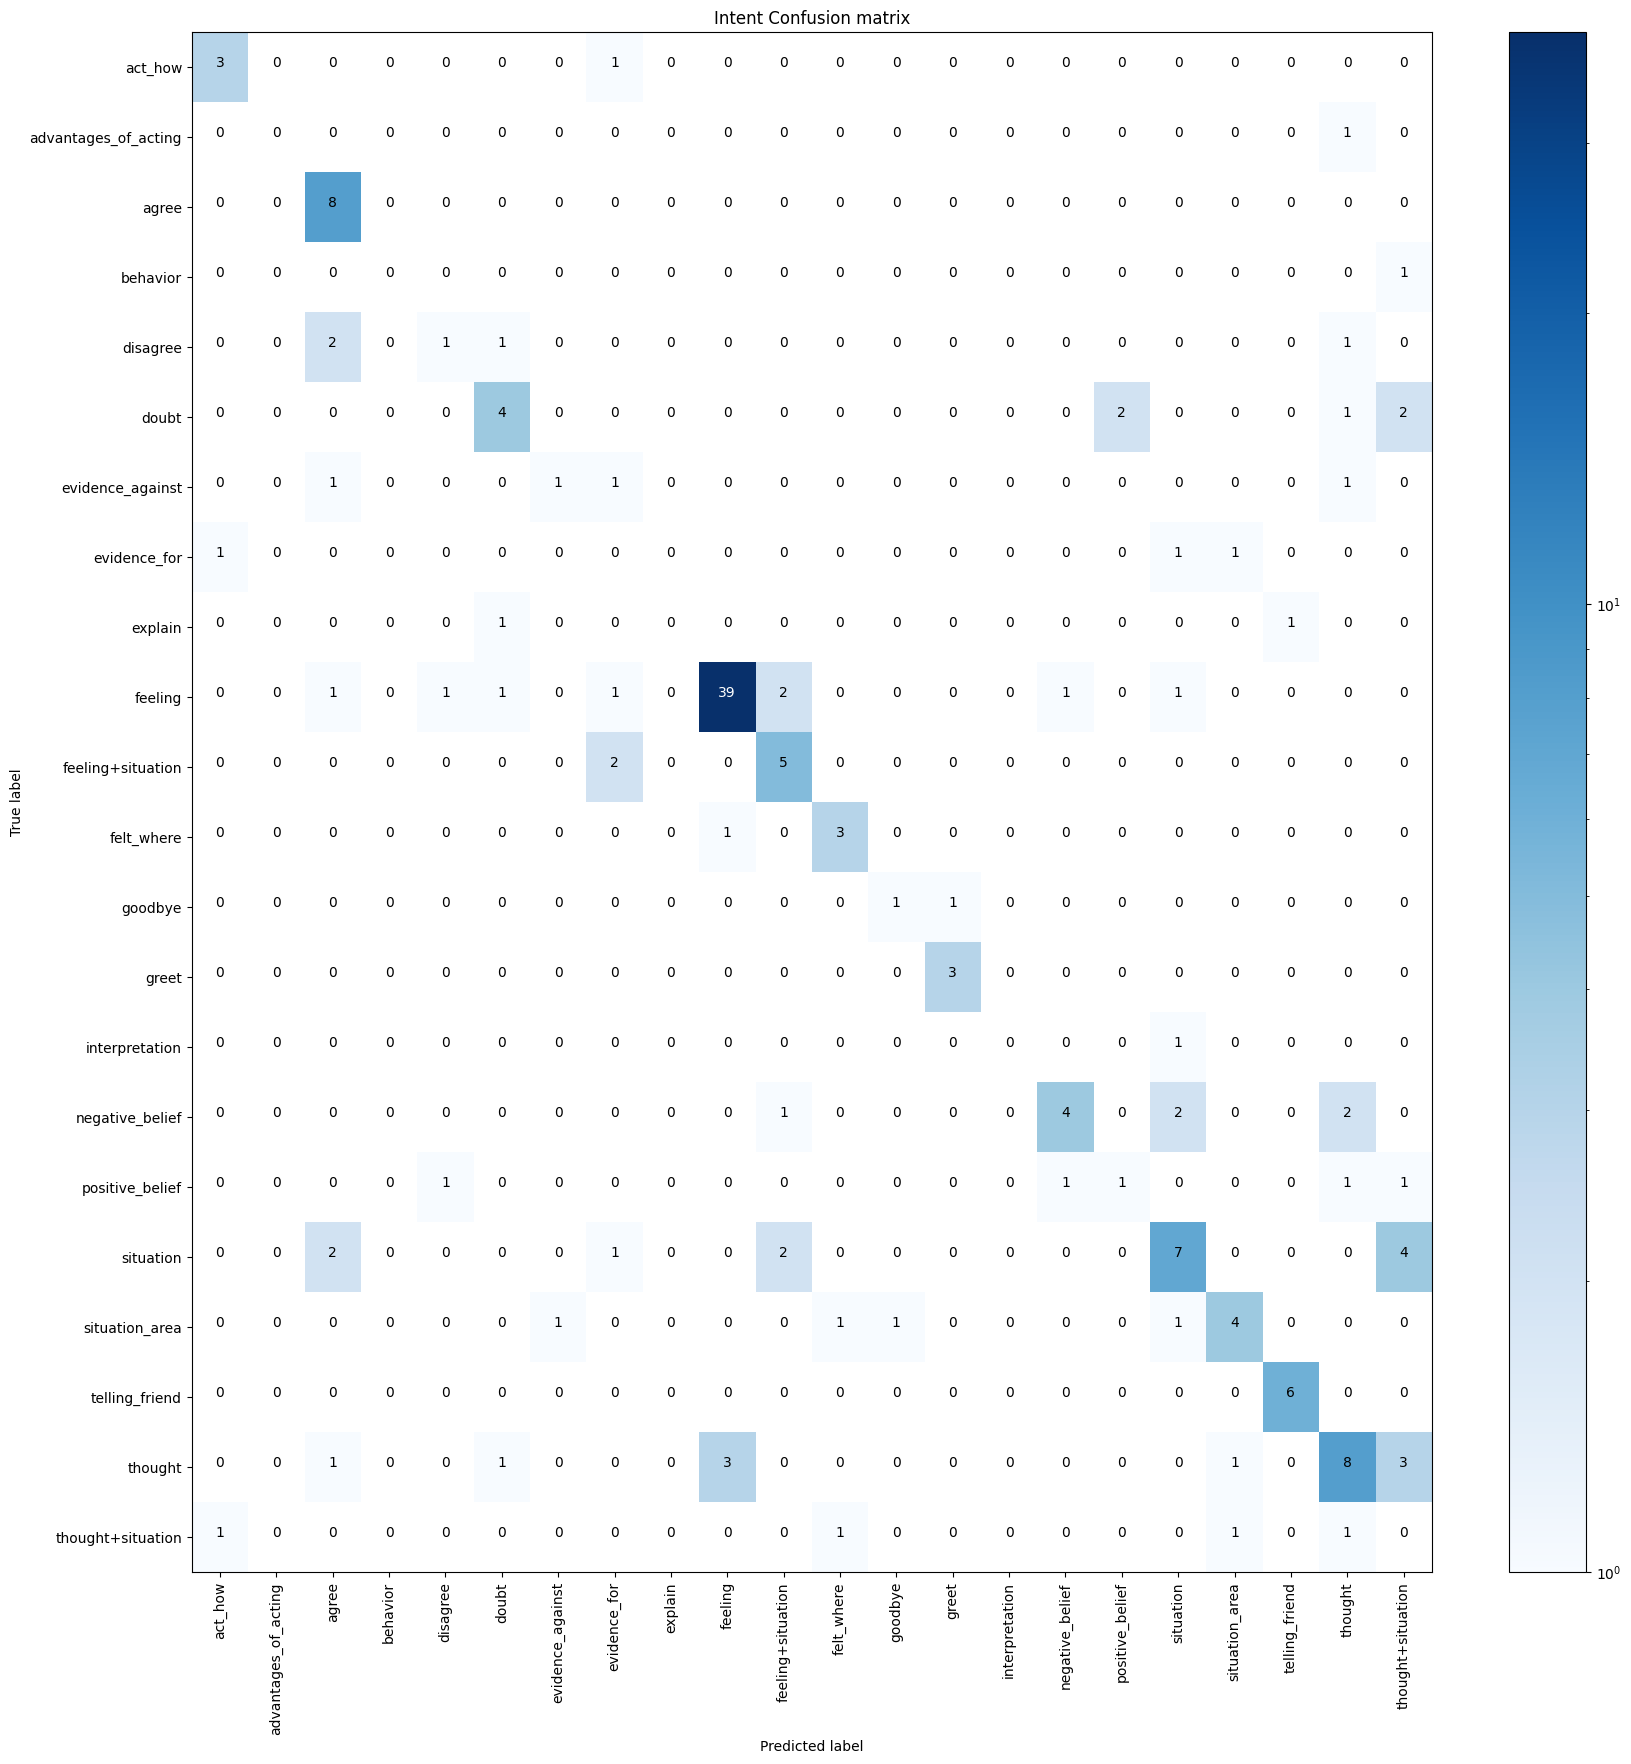 Intent Confusion matrix
act_how 3 0 0 0 0 0 0 1 0 0 0 0 0 0 0 0 0 0 0 0 0 0
advantages_of_acting 0 0 0 0 0 0 0 0 0 0 0 0 0 0 0 0 0 0 0 0 1 0
agree 0 0 8 0 0 0 0 0 0 0 0 0 0 0 0 0 0 0 0 0 0 0
behavior 0 0 0 0 0 0 0 0 0 0 0 0 0 0 0 0 0 0 0 0 0 1
disagree 0 0 2 0 1 1 0 0 0 0 0 0 0 0 0 0 0 0 0 0 1 0
doubt 0 0 0 0 0 4 0 0 0 0 0 0 0 0 0 0 2 0 0 0 1 2
evidence_against 0 0 1 0 0 0 1 1 0 0 0 0 0 0 0 0 0 0 0 0 1 0
evidence_for 1 0 0 0 0 0 0 0 0 0 0 0 0 0 0 0 0 1 1 0 0 0
10¹
explain 0 0 0 0 0 1 0 0 0 0 0 0 0 0 0 0 0 0 0 1 0 0
feeling 0 0 1 0 1 1 0 1 0 39 2 0 0 0 0 1 0 1 0 0 0 0
feeling+situation 0 0 0 0 0 0 0 2 0 0 5 0 0 0 0 0 0 0 0 0 0 0
True label
felt_where 0 0 0 0 0 0 0 0 0 1 0 3 0 0 0 0 0 0 0 0 0 0
goodbye 0 0 0 0 0 0 0 0 0 0 0 0 1 1 0 0 0 0 0 0 0 0
greet 0 0 0 0 0 0 0 0 0 0 0 0 0 3 0 0 0 0 0 0 0 0
interpretation 0 0 0 0 0 0 0 0 0 0 0 0 0 0 0 0 0 1 0 0 0 0
negative_belief 0 0 0 0 0 0 0 0 0 0 1 0 0 0 0 4 0 2 0 0 2 0
positive_belief 0 0 0 0 1 0 0 0 0 0 0 0 0 0 0 1 1 0 0 0 1 1
situation 0 0 2 0 0 0 0 1 0 0 2 0 0 0 0 0 0 7 0 0 0 4
situation_area 0 0 0 0 0 0 1 0 0 0 0 1 1 0 0 0 0 1 4 0 0 0
telling_friend 0 0 0 0 0 0 0 0 0 0 0 0 0 0 0 0 0 0 0 6 0 0
thought 0 0 1 0 0 1 0 0 0 3 0 0 0 0 0 0 0 0 1 0 8 3
thought+situation 1 0 0 0 0 0 0 0 0 0 0 1 0 0 0 0 0 0 1 0 1 0
10⁰
act_how
advantages_of_acting
agree
behavior
disagree
doubt
evidence_against
evidence_for
explain
feeling
feeling+situation
felt_where
goodbye
greet
interpretation
negative_belief
positive_belief
situation
situation_area
telling_friend
thought
thought+situation
Predicted label